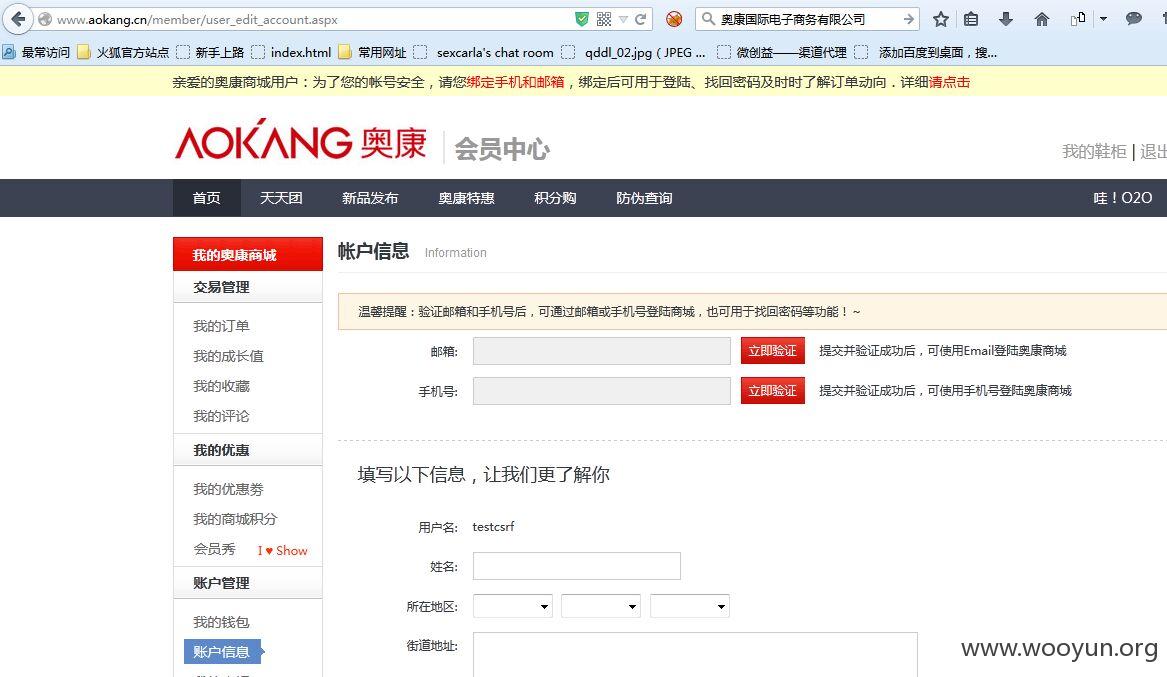 www.aokang.cn/member/user_edit_account.aspx
奥康国际电子商务有限公司
最常访问 火狐官方站点 新手上路 index.html 常用网址 sexcarla's chat room qddl_02.jpg ( JPEG ... 微创益——渠道代理 添加百度到桌面，搜...
亲爱的奥康商城用户：为了您的帐号安全，请您绑定手机和邮箱，绑定后可用于登陆、找回密码及时时了解订单动向．详细请点击
AOKANG 奥康 会员中心
我的鞋柜 | 退出
首页 天天团 新品发布 奥康特惠 积分购 防伪查询 哇！O2O
我的奥康商城
交易管理
我的订单
我的成长值
我的收藏
我的评论
我的优惠
我的优惠劵
我的商城积分
会员秀 I ♥ Show
账户管理
我的钱包
账户信息
帐户信息 Information
温馨提醒：验证邮箱和手机号后，可通过邮箱或手机号登陆商城，也可用于找回密码等功能！~
邮箱: 立即验证 提交并验证成功后，可使用Email登陆奥康商城
手机号: 立即验证 提交并验证成功后，可使用手机号登陆奥康商城
填写以下信息，让我们更了解你
用户名: testcsrf
姓名:
所在地区:
街道地址:
www.wooyun.org